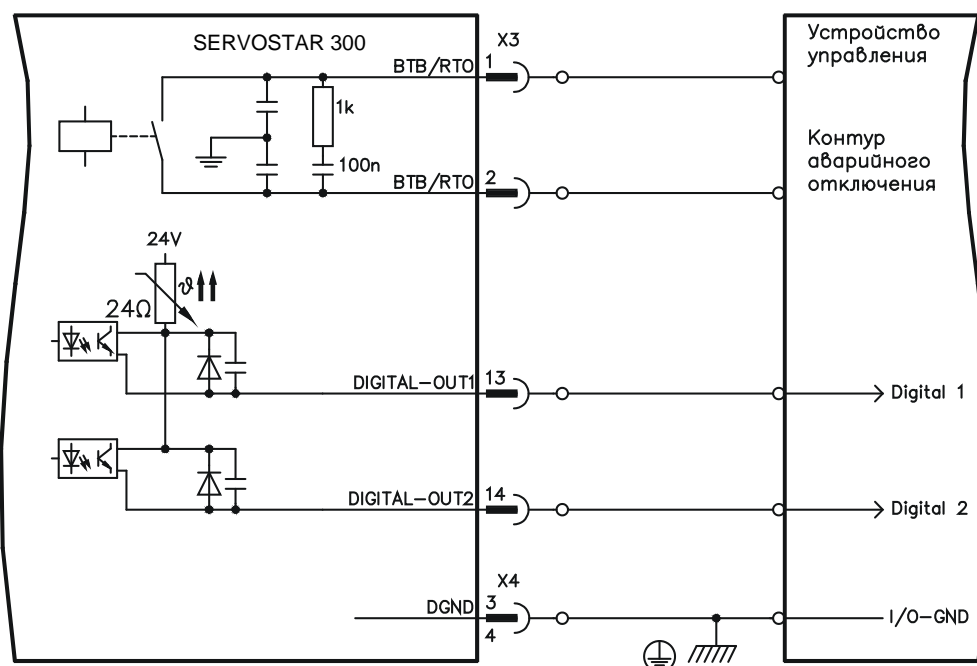 SERVOSTAR 300
X3
BTB/RTO
1
1k
100n
BTB/RTO
2
Устройство
управления
Контур
аварийного
отключения
24V
ϑ
24Ω
DIGITAL-OUT1
13
Digital 1
DIGITAL-OUT2
14
Digital 2
X4
DGND
3
4
I/O-GND